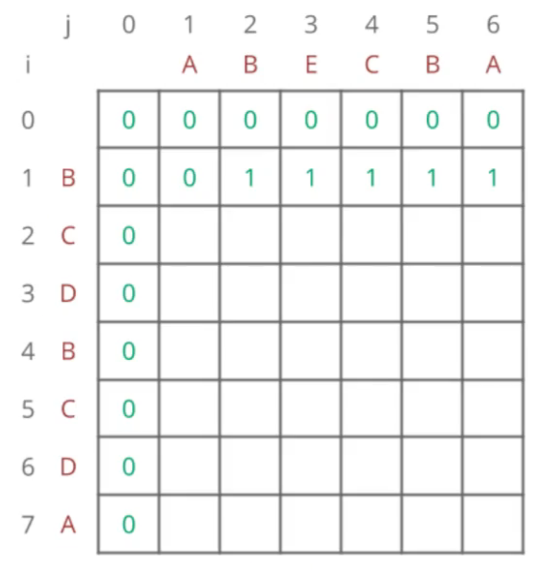 j 0 1 2 3 4 5 6
i A B E C B A
0 0 0 0 0 0 0 0
1 B 0 0 1 1 1 1 1
2 C 0
3 D 0
4 B 0
5 C 0
6 D 0
7 A 0